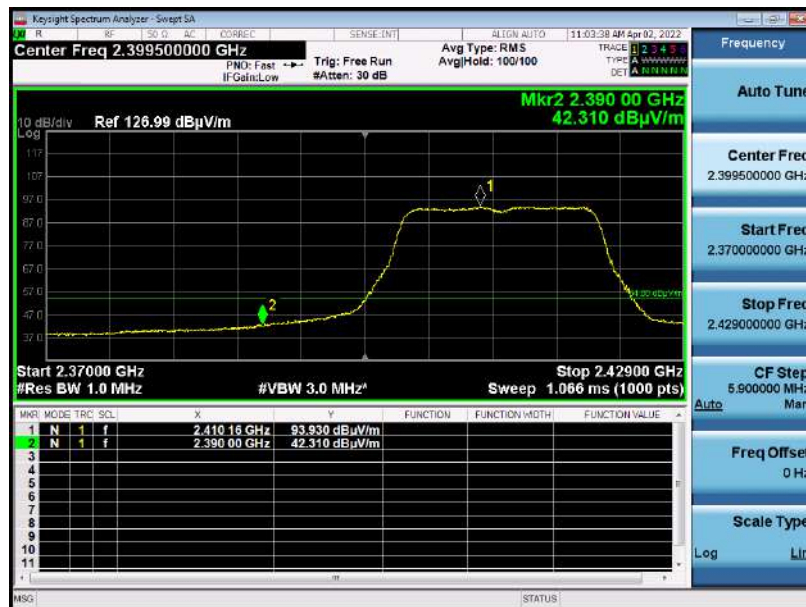 Keysight Spectrum Analyzer - Swept SA
R RF 50 Ω AC CORREC SENSE:INT ALIGN AUTO 11:03:38 AM Apr 02, 2022
Center Freq 2.399500000 GHz
PNO: Fast
IFGain:Low
Trig: Free Run
#Atten: 30 dB
Avg Type: RMS
Avg|Hold: 100/100
TRACE 1 2 3 4 5 6
TYPE A WWWWW
DET A N N N N N
Mkr2 2.390 00 GHz
42.310 dBµV/m
10 dB/div Ref 126.99 dBµV/m
Log
117
107
97.0
87.0
77.0
67.0
57.0
47.0
37.0
1
2
Start 2.37000 GHz Stop 2.42900 GHz
#Res BW 1.0 MHz #VBW 3.0 MHz* Sweep 1.066 ms (1000 pts)
MKR MODE TRC SCL X Y FUNCTION FUNCTION WIDTH FUNCTION VALUE
1 N 1 f 2.410 16 GHz 93.930 dBµV/m
2 N 1 f 2.390 00 GHz 42.310 dBµV/m
3
4
5
6
7
8
9
10
11
MSG STATUS
Frequency
Auto Tune
Center Freq
2.399500000 GHz
Start Freq
2.370000000 GHz
Stop Freq
2.429000000 GHz
CF Step
5.900000 MHz
Auto Man
Freq Offset
0 Hz
Scale Type
Log Lin